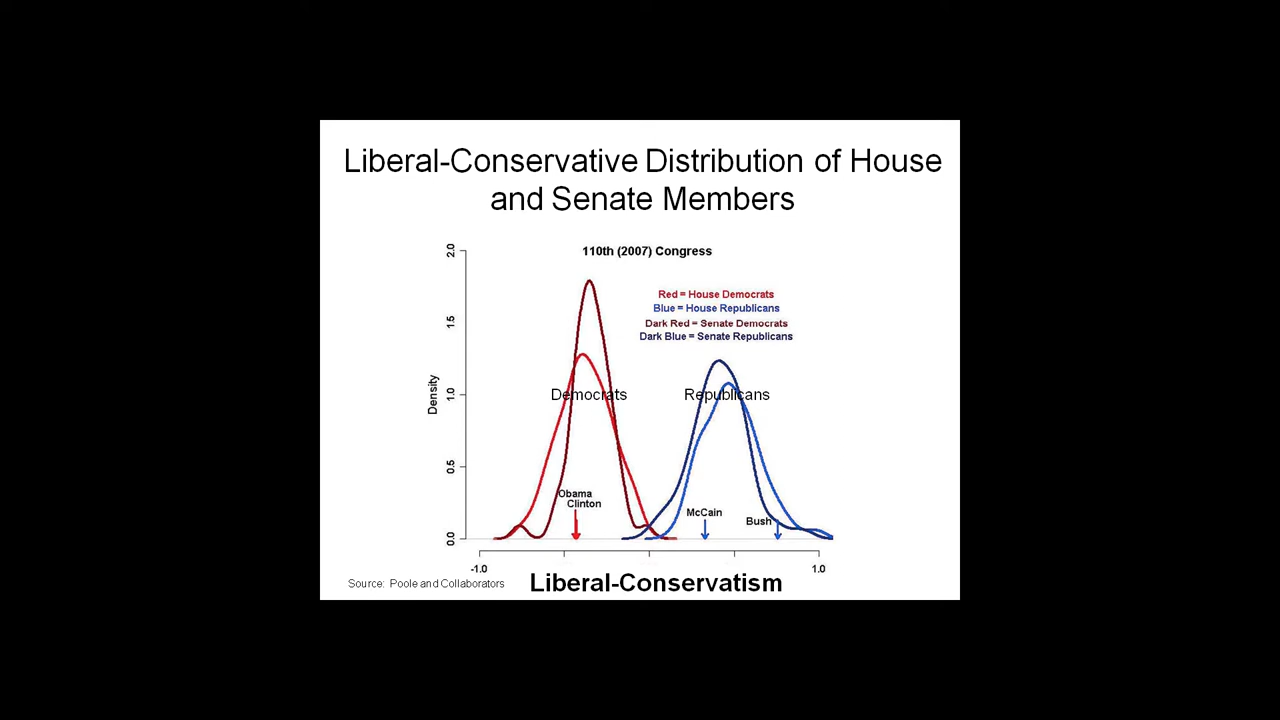 Liberal-Conservative Distribution of House
and Senate Members
110th (2007) Congress
2.0
1.5
1.0
0.5
0.0
Density
Red = House Democrats
Blue = House Republicans
Dark Red = Senate Democrats
Dark Blue = Senate Republicans
Democrats
Republicans
Obama
Clinton
McCain
Bush
-1.0
1.0
Source: Poole and Collaborators
Liberal-Conservatism